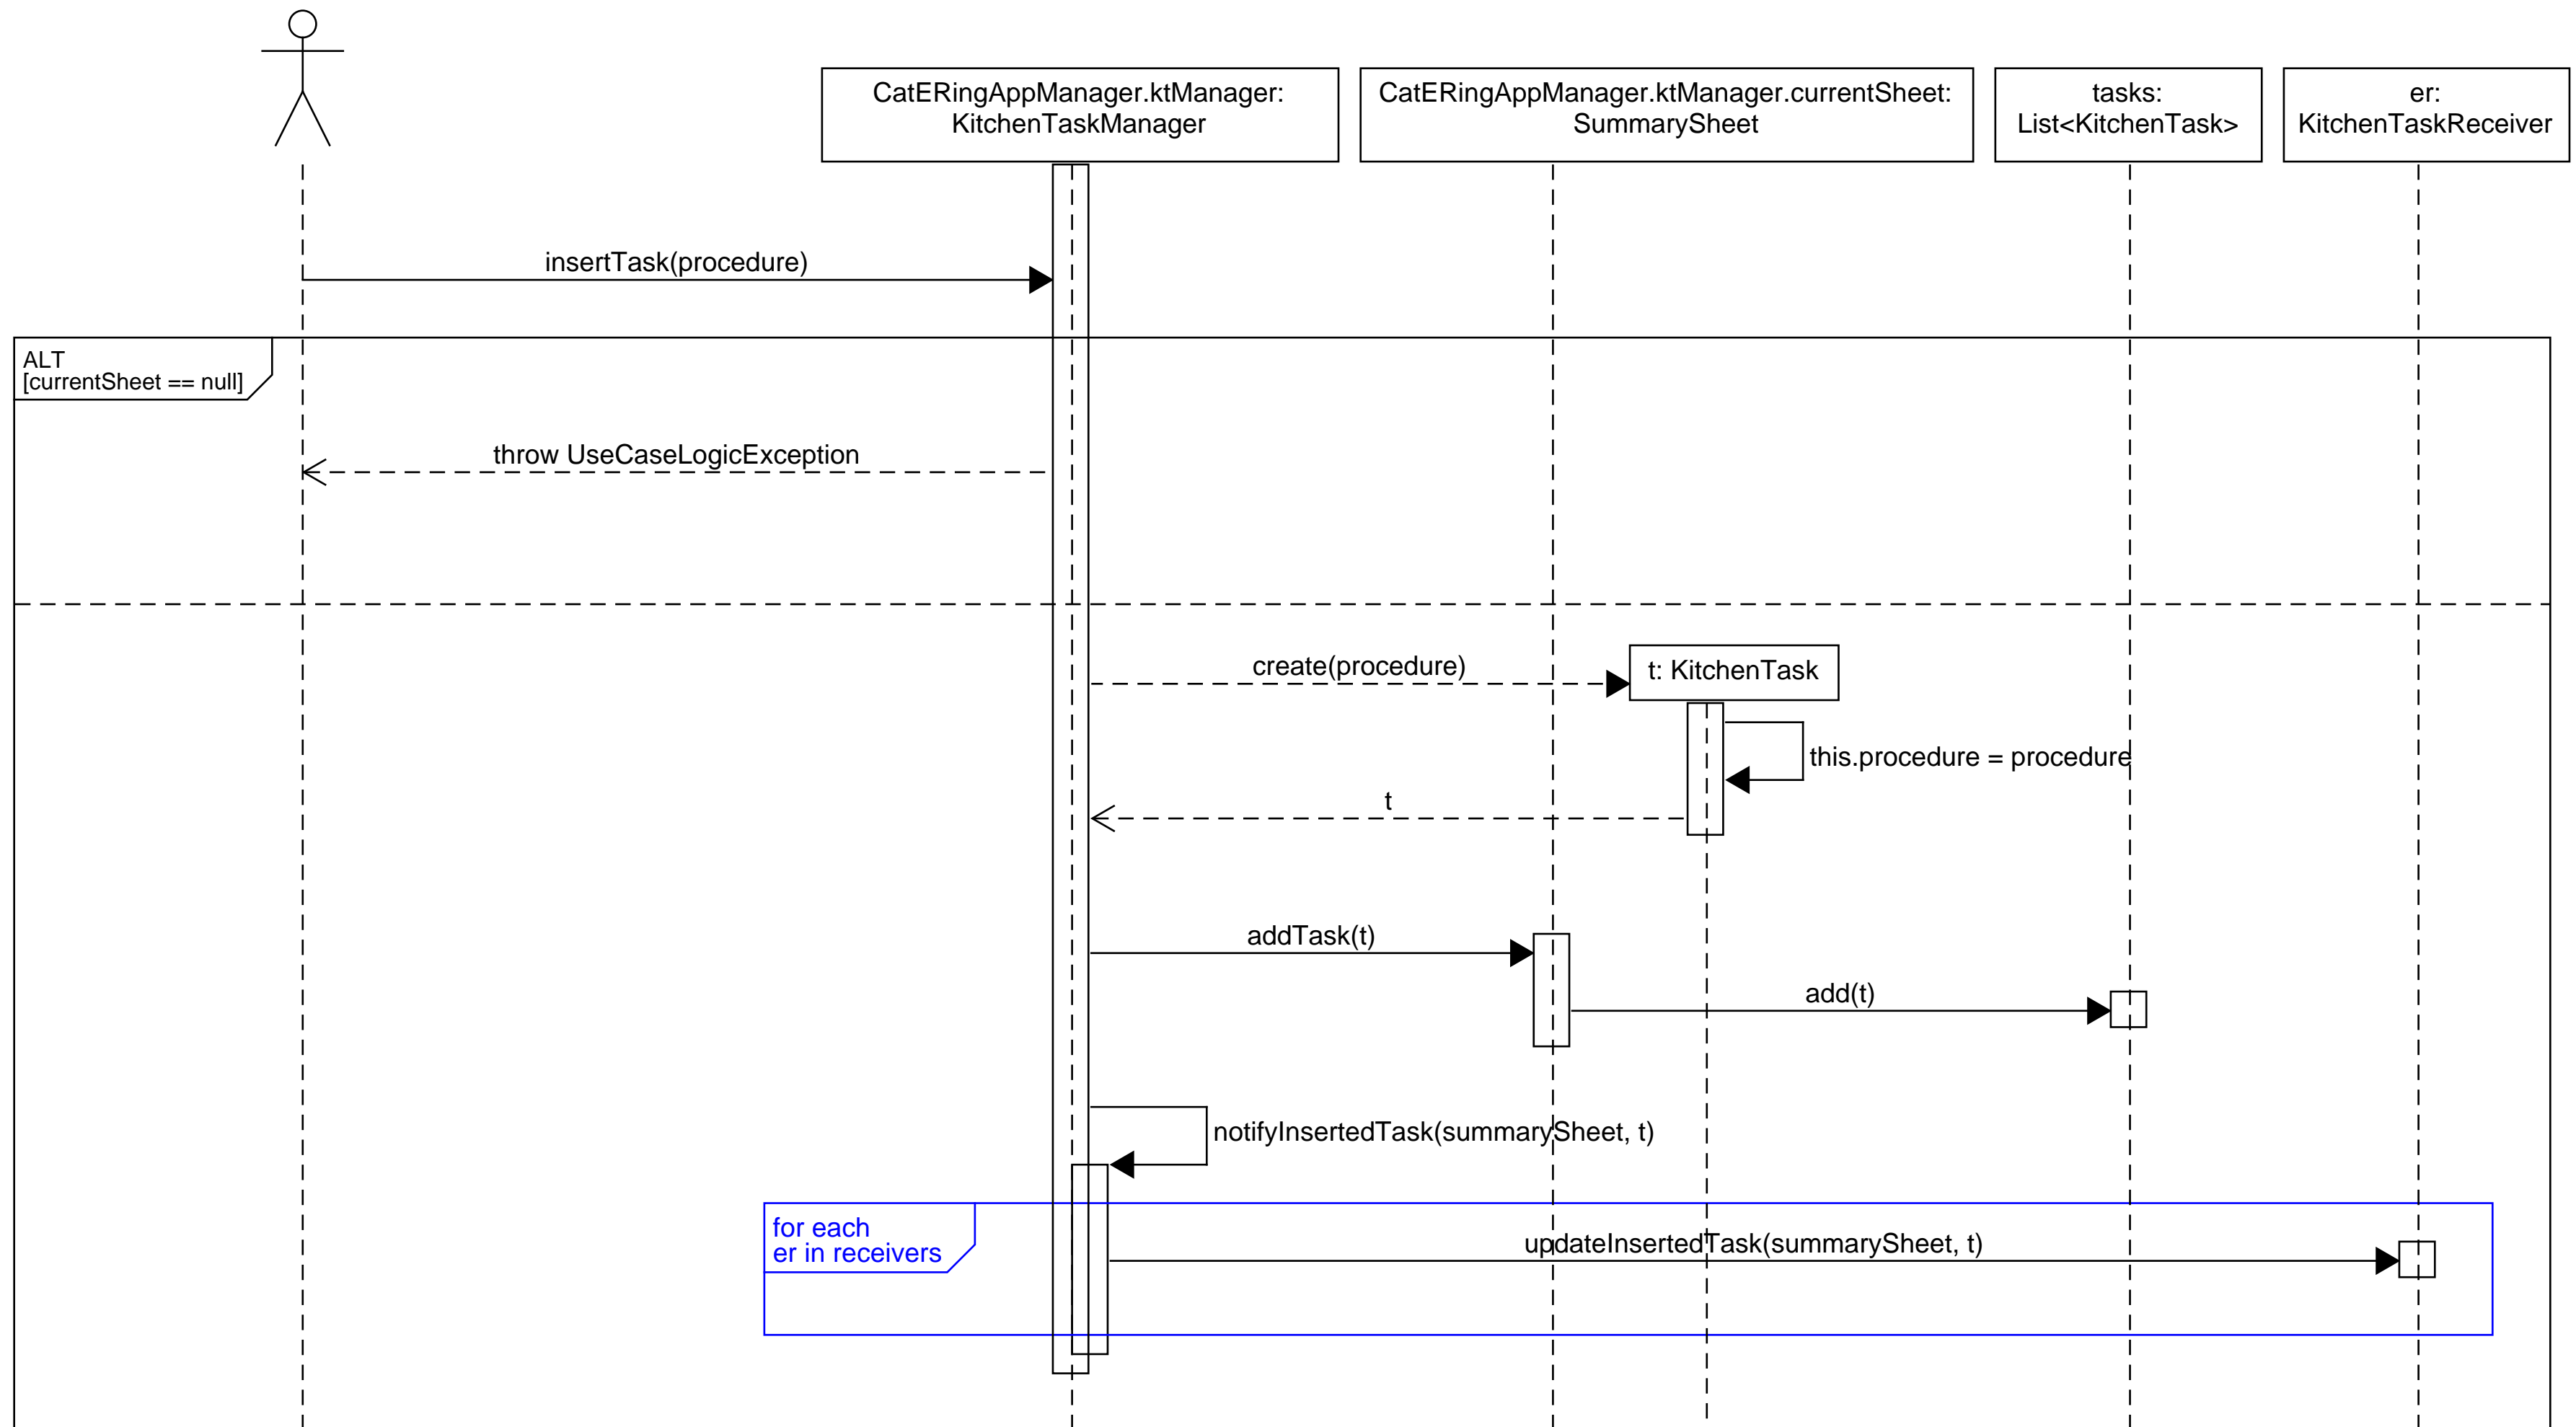 CatERingAppManager.ktManager:
KitchenTaskManager
CatERingAppManager.ktManager.currentSheet:
SummarySheet
tasks:
List<KitchenTask>
er:
KitchenTaskReceiver
insertTask(procedure)
ALT
[currentSheet == null]
throw UseCaseLogicException
create(procedure)
t: KitchenTask
this.procedure = procedure
t
addTask(t)
add(t)
notifyInsertedTask(summarySheet, t)
for each
er in receivers
updateInsertedTask(summarySheet, t)